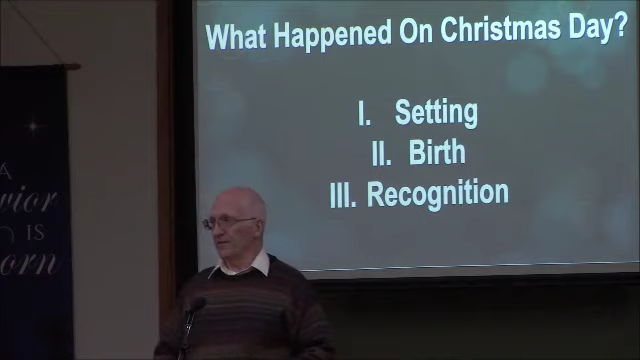 What Happened On Christmas Day?
I. Setting
II. Birth
III. Recognition
A
vior
IS
orn